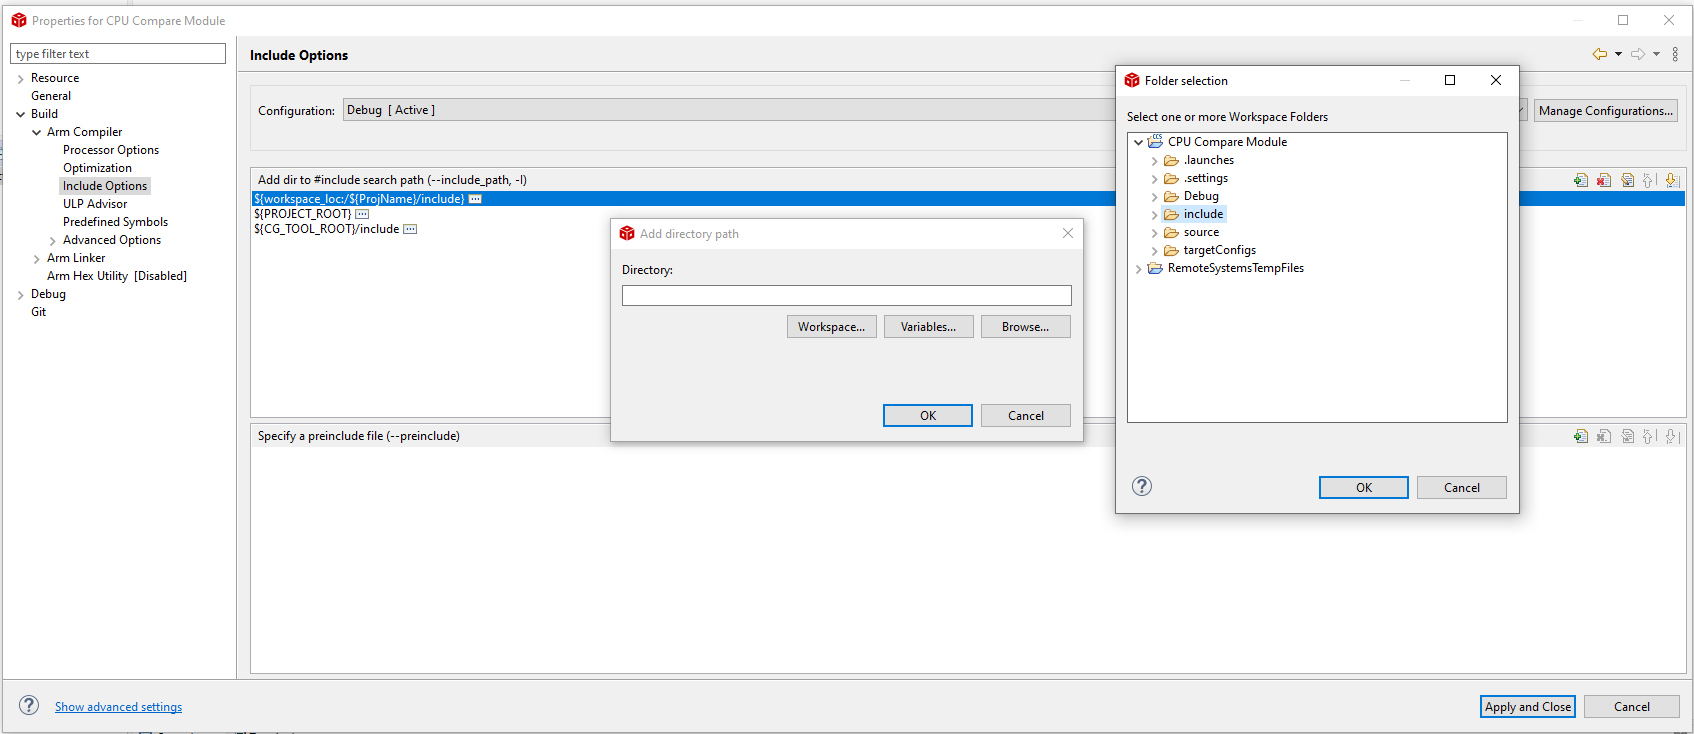 Properties for CPU Compare Module
type filter text
Resource
General
Build
Arm Compiler
Processor Options
Optimization
Include Options
ULP Advisor
Predefined Symbols
Advanced Options
Arm Linker
Arm Hex Utility [Disabled]
Debug
Git
Include Options
Configuration: Debug [ Active ]
Manage Configurations...
Add dir to #include search path (--include_path, -I)
${workspace_loc:/${ProjName}/include}
${PROJECT_ROOT}
${CG_TOOL_ROOT}/include
Add directory path
Directory:
Workspace... Variables... Browse...
OK Cancel
Specify a preinclude file (--preinclude)
Folder selection
Select one or more Workspace Folders
CPU Compare Module
.launches
.settings
Debug
include
source
targetConfigs
RemoteSystemsTempFiles
OK Cancel
Show advanced settings
Apply and Close Cancel